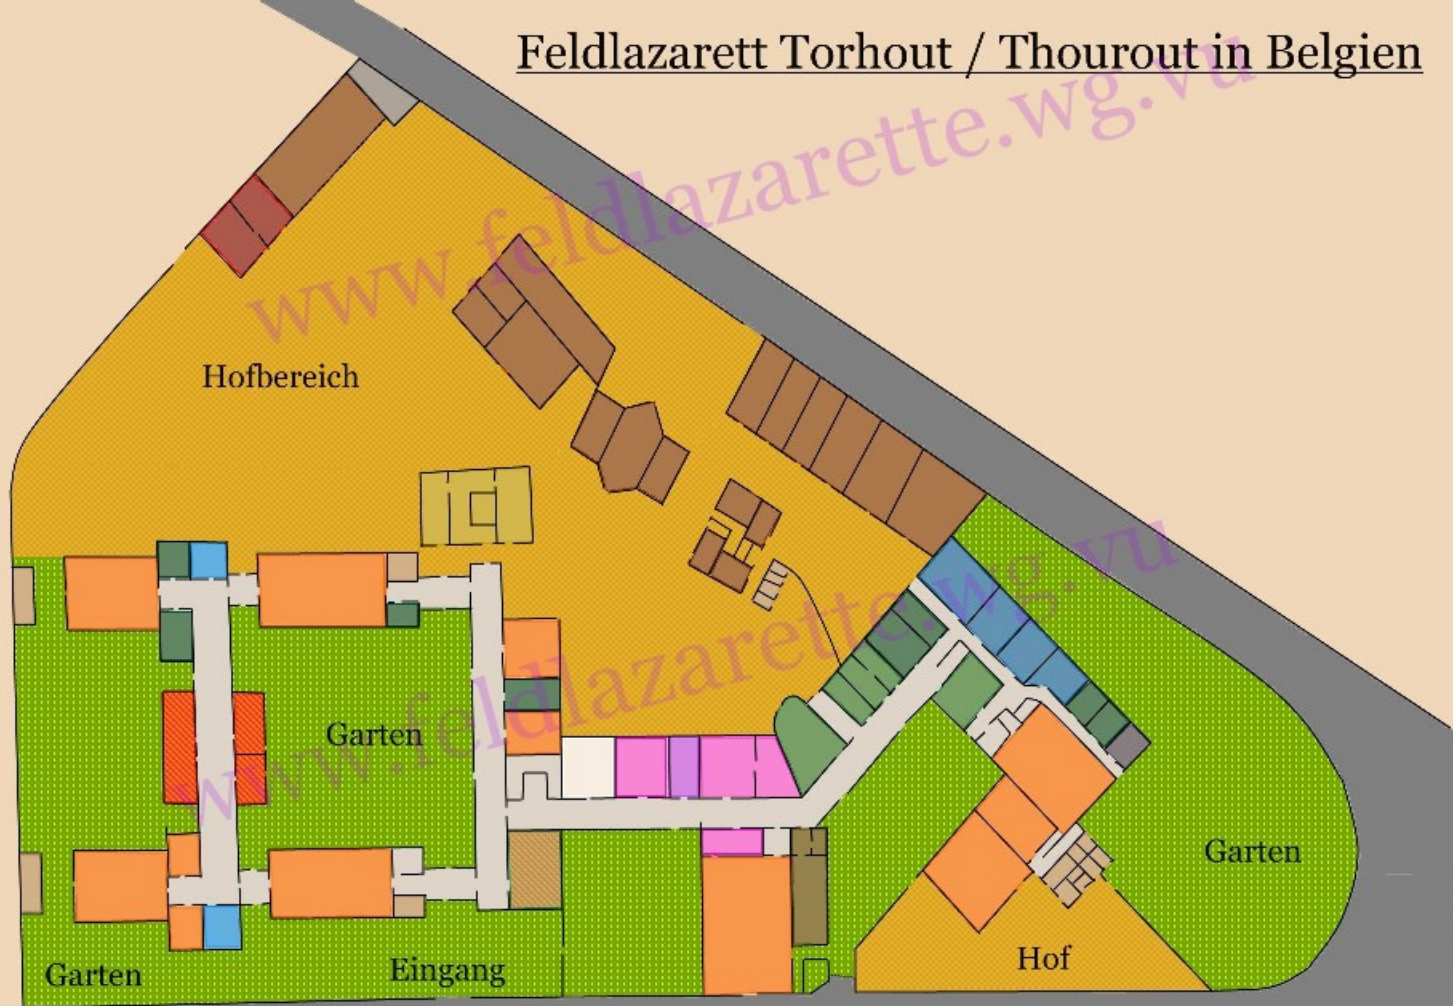 Feldlazarett Torhout / Thourout in Belgien
www.feldlazarette.wg.vu
Hofbereich
www.feldlazarette.wg.vu
Garten
Garten
Hof
Eingang
Garten